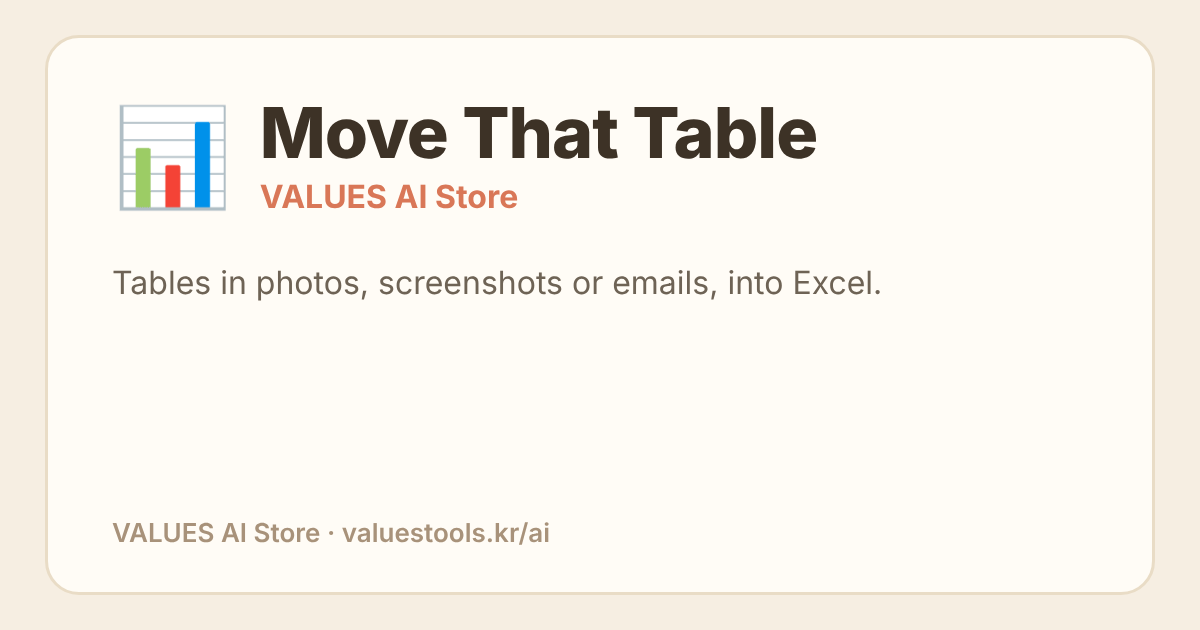 Move That Table
VALUES AI Store
Tables in photos, screenshots or emails, into Excel.
VALUES AI Store · valuestools.kr/ai